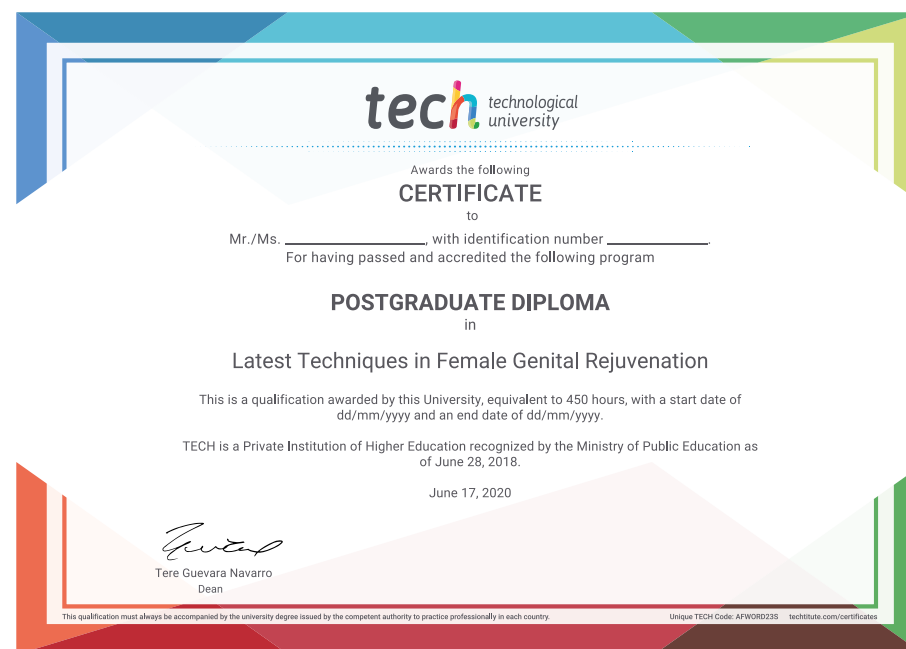 tech technological
university
Awards the following
CERTIFICATE
to
Mr./Ms. ____________, with identification number ____________.
For having passed and accredited the following program
POSTGRADUATE DIPLOMA
in
Latest Techniques in Female Genital Rejuvenation
This is a qualification awarded by this University, equivalent to 450 hours, with a start date of
dd/mm/yyyy and an end date of dd/mm/yyyy.
TECH is a Private Institution of Higher Education recognized by the Ministry of Public Education as
of June 28, 2018.
June 17, 2020
Tere Guevara Navarro
Dean
This qualification must always be accompanied by the university degree issued by the competent authority to practice professionally in each country.
Unique TECH Code: AFWORD23S techtitute.com/certificates